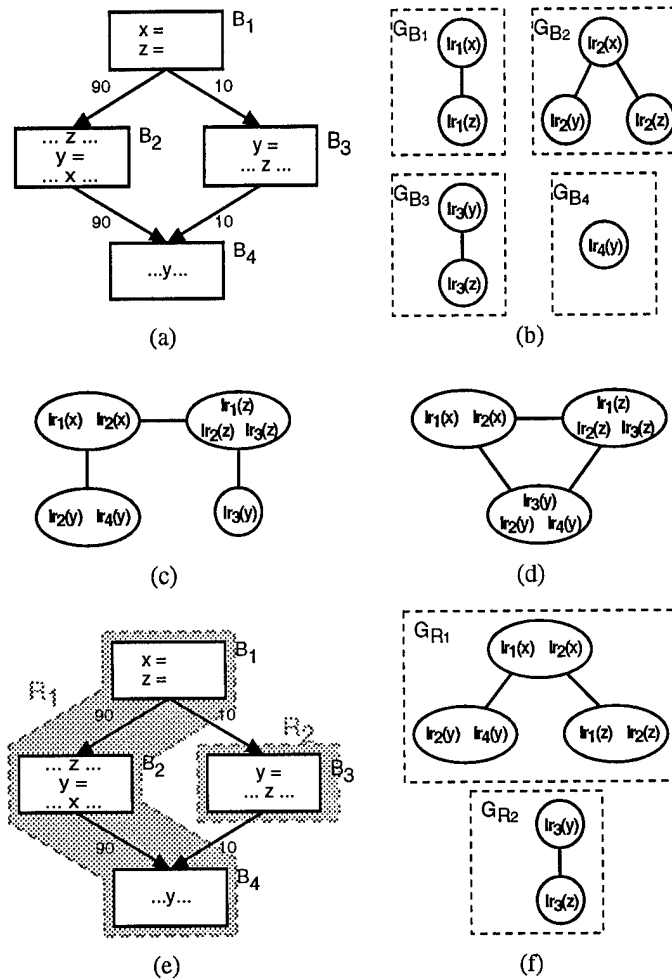 B1
x =
z =
90
10
... z ...
y =
... x ...
B2
y =
... z ...
B3
90
10
...y...
B4
(a)
GB1
lr1(x)
lr1(z)
GB2
lr2(x)
lr2(y)
lr2(z)
GB3
lr3(y)
lr3(z)
GB4
lr4(y)
(b)
lr1(x) lr2(x)
lr1(z)
lr2(z) lr3(z)
lr2(y) lr4(y)
lr3(y)
(c)
lr1(x) lr2(x)
lr1(z)
lr2(z) lr3(z)
lr3(y)
lr2(y) lr4(y)
(d)
R1
B1
x =
z =
90
10
R2
... z ...
y =
... x ...
B2
y =
... z ...
B3
90
10
...y...
B4
(e)
GR1
lr1(x) lr2(x)
lr2(y) lr4(y)
lr1(z) lr2(z)
GR2
lr3(y)
lr3(z)
(f)